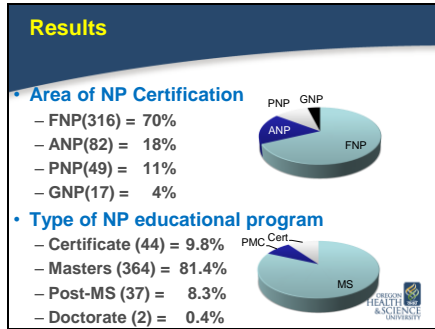 Results
• Area of NP Certification
– FNP(316) = 70%
– ANP(82) = 18%
– PNP(49) = 11%
– GNP(17) = 4%
PNP GNP
ANP
FNP
• Type of NP educational program
– Certificate (44) = 9.8%
– Masters (364) = 81.4%
– Post-MS (37) = 8.3%
– Doctorate (2) = 0.4%
PMC Cert
MS
OREGON
HEALTH
& SCIENCE
UNIVERSITY